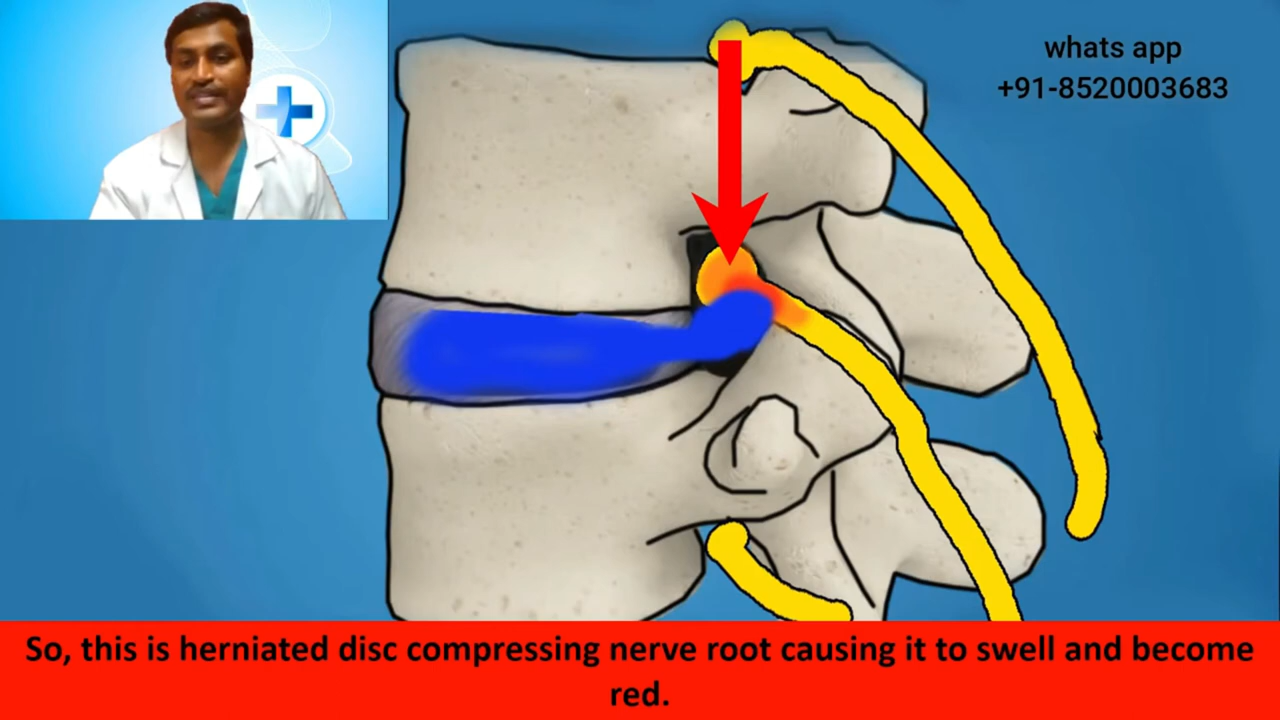 whats app
+91-8520003683
So, this is herniated disc compressing nerve root causing it to swell and become
red.